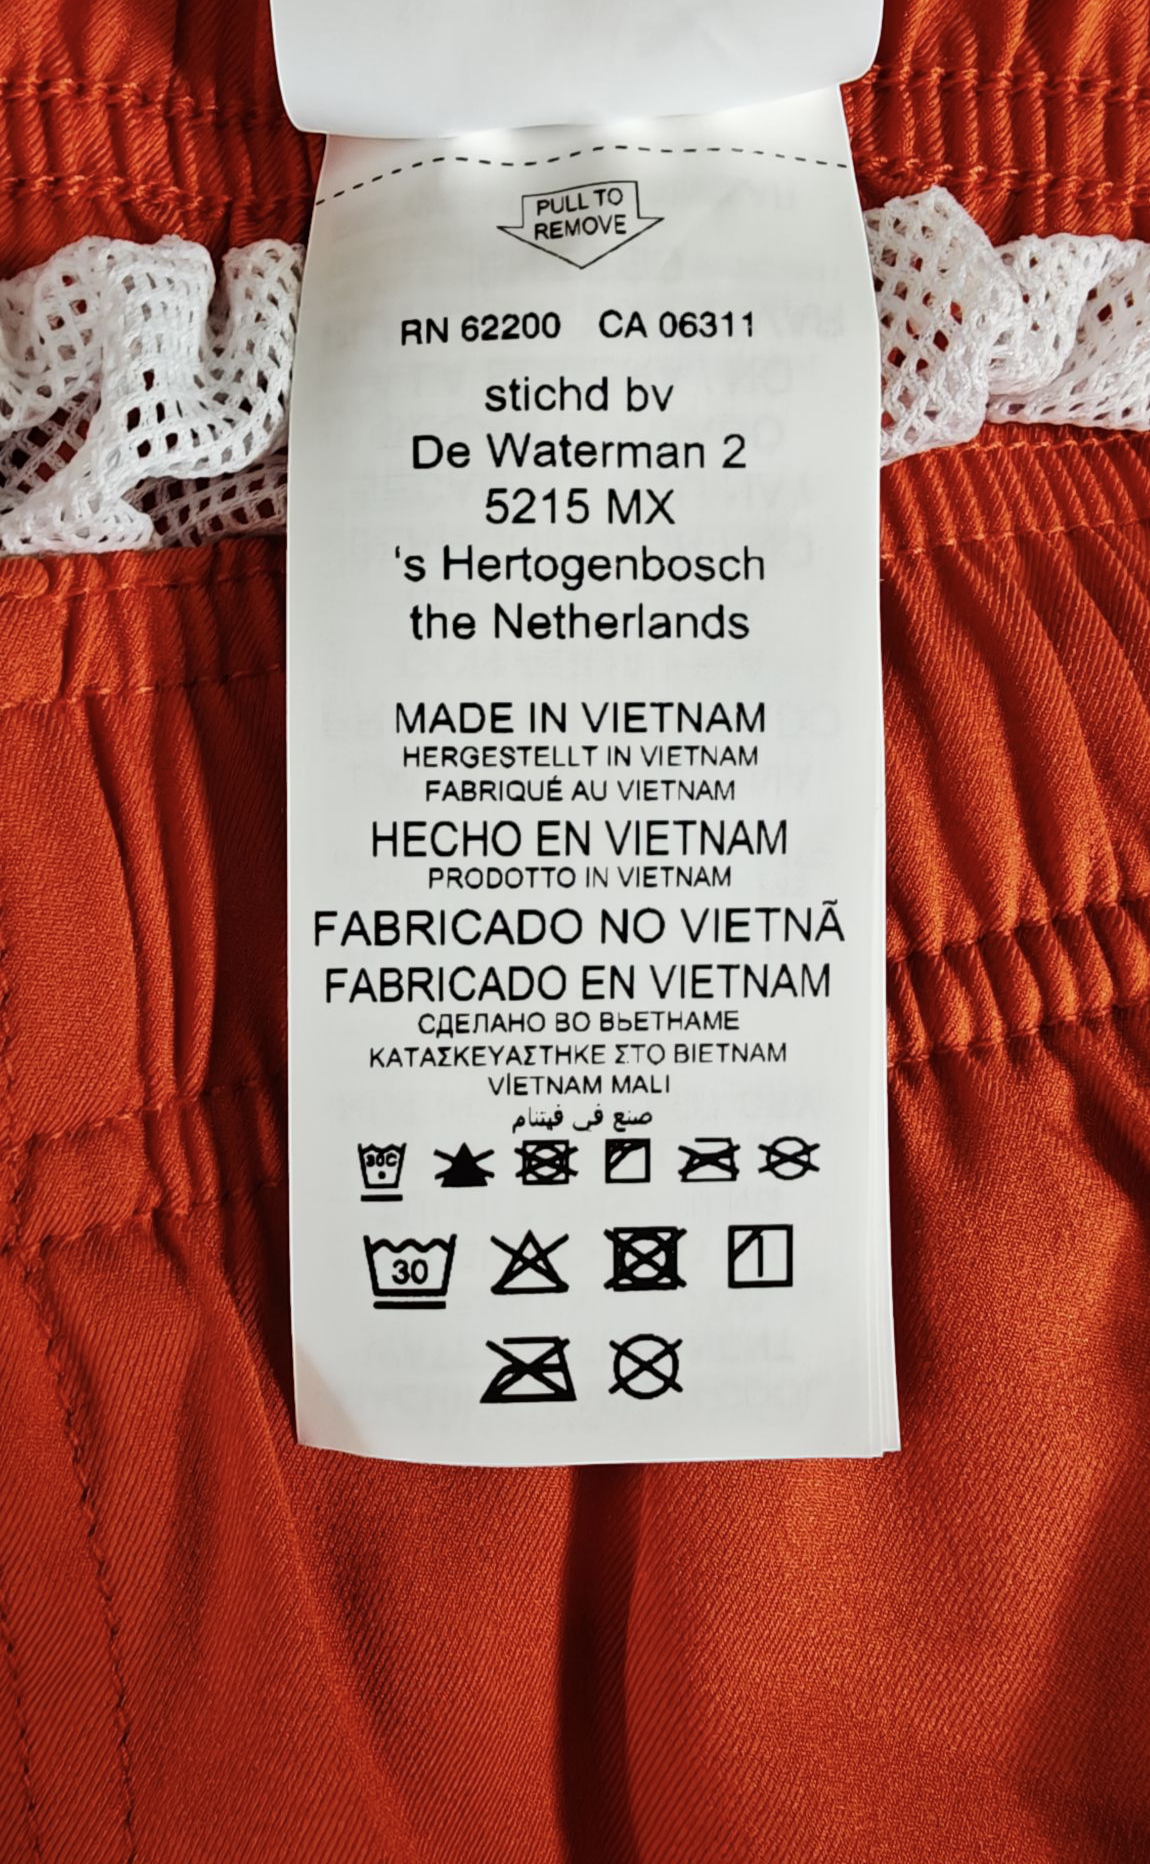 PULL TO
REMOVE
RN 62200 CA 06311
stichd bv
De Waterman 2
5215 MX
's Hertogenbosch
the Netherlands
MADE IN VIETNAM
HERGESTELLT IN VIETNAM
FABRIQUÉ AU VIETNAM
HECHO EN VIETNAM
PRODOTTO IN VIETNAM
FABRICADO NO VIETNÃ
FABRICADO EN VIETNAM
СДЕЛАНО ВО ВЬЕТНАМЕ
ΚΑΤΑΣΚΕΥΑΣΤΗΚΕ ΣΤΟ ΒΙΕΤΝΑΜ
VİETNAM MALI
صنع في فيتنام
30C
30